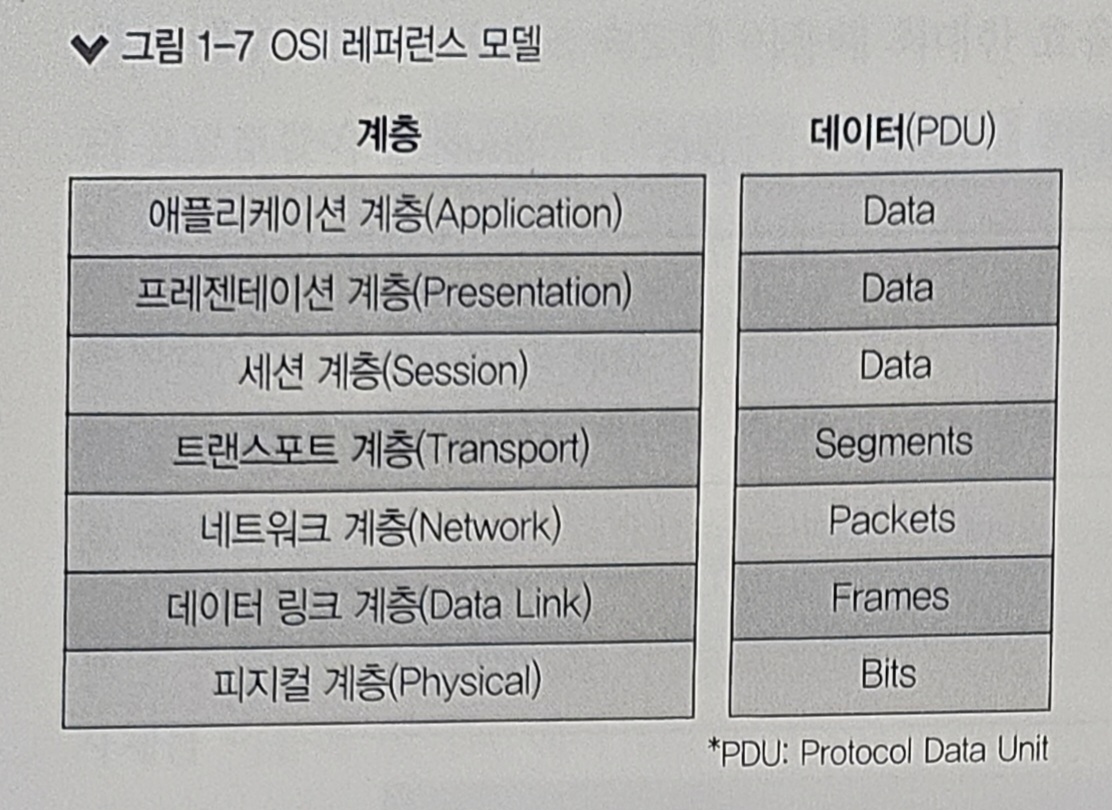 그림 1-7 OSI 레퍼런스 모델
계층 데이터(PDU)
애플리케이션 계층(Application) Data
프레젠테이션 계층(Presentation) Data
세션 계층(Session) Data
트랜스포트 계층(Transport) Segments
네트워크 계층(Network) Packets
데이터 링크 계층(Data Link) Frames
피지컬 계층(Physical) Bits
*PDU: Protocol Data Unit